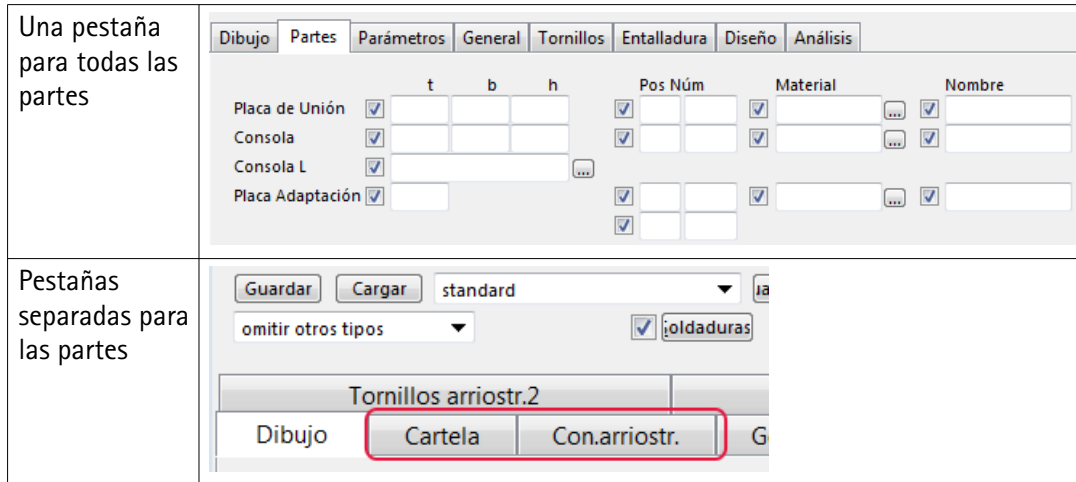 Una pestaña
para todas las
partes
Dibujo Partes Parámetros General Tornillos Entalladura Diseño Análisis
t b h Pos Núm Material Nombre
Placa de Unión
...
Consola
...
Consola L
...
Placa Adaptación
...
Pestañas
separadas para
las partes
Guardar Cargar standard
omitir otros tipos oldaduras
Tornillos arriostr.2
Dibujo Cartela Con.arriostr. G